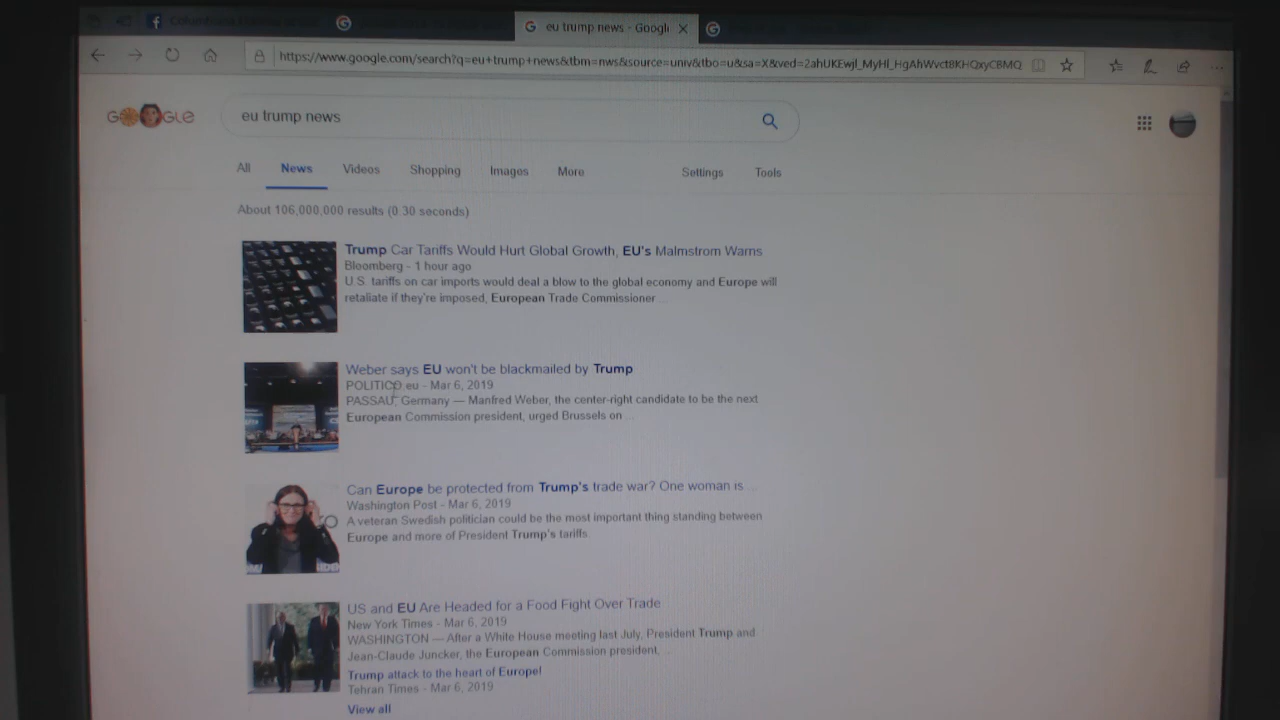 eu trump news - Googl
https://www.google.com/search?q=eu+trump+news&tbm=nws&source=univ&tbo=u&sa=X&ved=2ahUKEwjl_MyHl_HgAhWvct8KHQxyCBMQ
GOOGLE
eu trump news
All News Videos Shopping Images More Settings Tools
About 106,000,000 results (0.30 seconds)
Trump Car Tariffs Would Hurt Global Growth, EU's Malmstrom Warns
Bloomberg - 1 hour ago
U.S. tariffs on car imports would deal a blow to the global economy and Europe will
retaliate if they're imposed, European Trade Commissioner ...
Weber says EU won't be blackmailed by Trump
POLITICO.eu - Mar 6, 2019
PASSAU, Germany — Manfred Weber, the center-right candidate to be the next
European Commission president, urged Brussels on ...
Can Europe be protected from Trump's trade war? One woman is ...
Washington Post - Mar 6, 2019
A veteran Swedish politician could be the most important thing standing between
Europe and more of President Trump's tariffs.
US and EU Are Headed for a Food Fight Over Trade
New York Times - Mar 6, 2019
WASHINGTON — After a White House meeting last July, President Trump and
Jean-Claude Juncker, the European Commission president, ...
Trump attack to the heart of Europe!
Tehran Times - Mar 6, 2019
View all